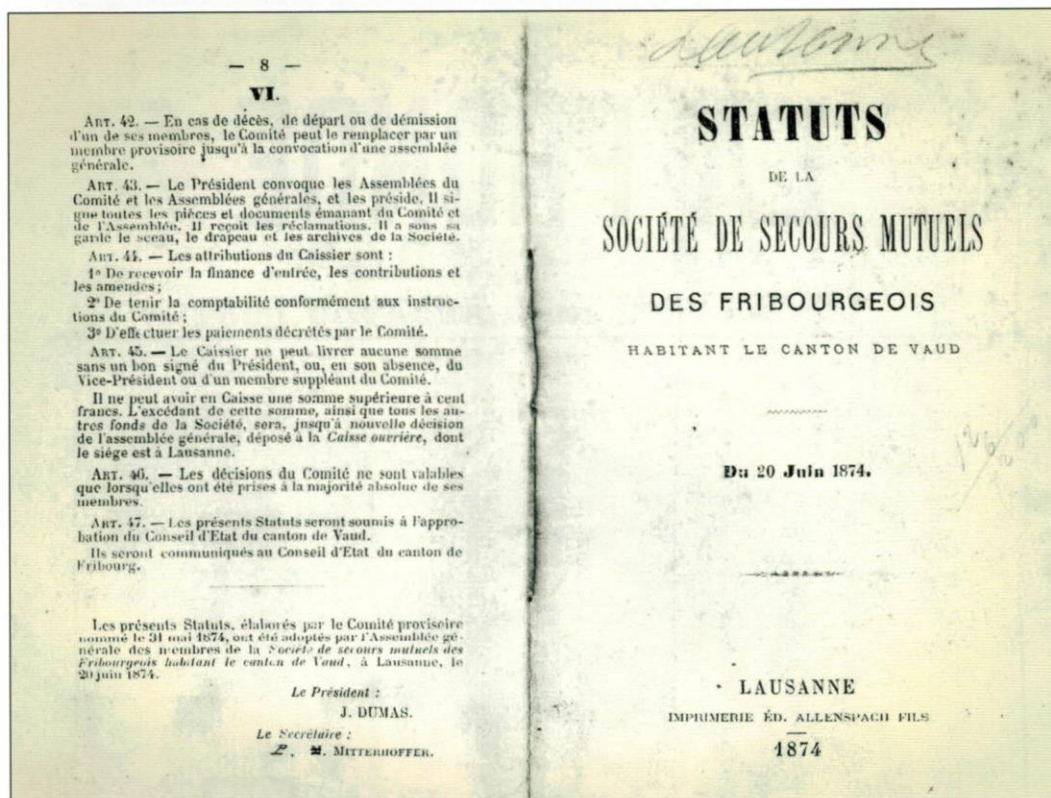 — 8 —
VI.
ART. 42. — En cas de décès, de départ ou de démission
d'un de ses membres, le Comité peut le remplacer par un
membre provisoire jusqu'à la convocation d'une assemblée
générale.
ART. 43. — Le Président convoque les Assemblées du
Comité et les Assemblées générales, et les préside. Il si-
gne toutes les pièces et documents émanant du Comité et
de l'Assemblée. Il reçoit les réclamations. Il a sous sa
garde le sceau, le drapeau et les archives de la Société.
ART. 44. — Les attributions du Caissier sont :
1º De recevoir la finance d'entrée, les contributions et
les amendes ;
2º De tenir la comptabilité conformément aux instruc-
tions du Comité ;
3º D'effectuer les paiements décrétés par le Comité.
ART. 45. — Le Caissier ne peut livrer aucune somme
sans un bon signé du Président, ou, en son absence, du
Vice-Président ou d'un membre suppléant du Comité.
Il ne peut avoir en Caisse une somme supérieure à cent
francs. L'excédant de cette somme, ainsi que tous les au-
tres fonds de la Société, sera, jusqu'à nouvelle décision
de l'assemblée générale, déposé à la Caisse ouvrière, dont
le siége est à Lausanne.
ART. 46. — Les décisions du Comité ne sont valables
que lorsqu'elles ont été prises à la majorité absolue de ses
membres.
ART. 47. — Les présents Statuts seront soumis à l'appro-
bation du Conseil d'Etat du canton de Vaud.
Ils seront communiqués au Conseil d'Etat du canton de
Fribourg.
Les présents Statuts, élaborés par le Comité provisoire
nommé le 31 mai 1874, ont été adoptés par l'Assemblée gé-
nérale des membres de la Société de secours mutuels des
Fribourgeois habitant le canton de Vaud, à Lausanne, le
20 juin 1874.
Le Président :
J. DUMAS.
Le Secrétaire :
MITTERHOFFER.
Lausanne
STATUTS
DE LA
SOCIÉTÉ DE SECOURS MUTUELS
DES FRIBOURGEOIS
HABITANT LE CANTON DE VAUD
Du 20 Juin 1874.
LAUSANNE
IMPRIMERIE ÉD. ALLENSPACH FILS
1874